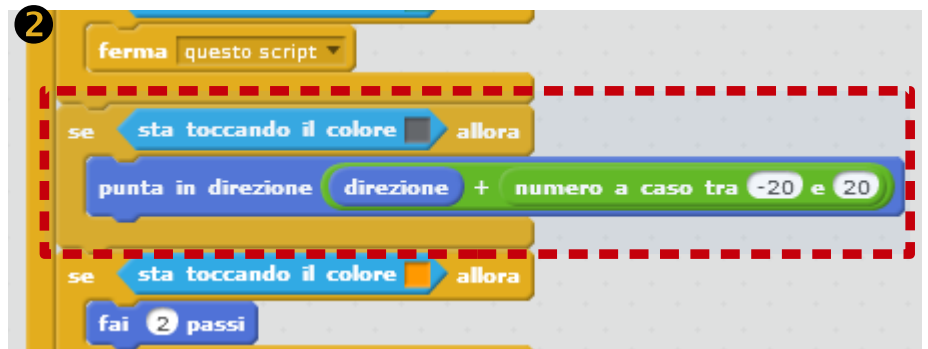 2
ferma questo script
se sta toccando il colore allora
punta in direzione direzione + numero a caso tra -20 e 20
se sta toccando il colore allora
fai 2 passi